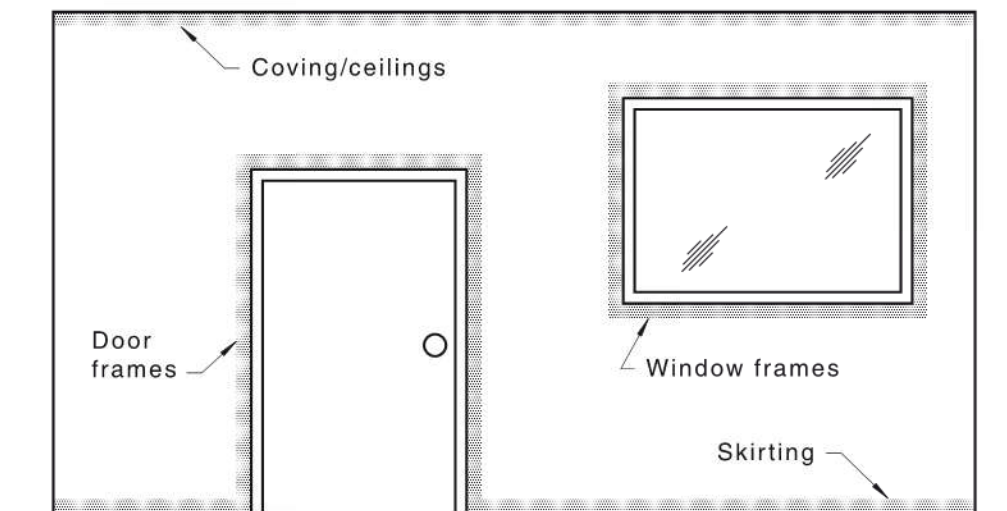 Coving/ceilings
Door
frames
Window frames
Skirting